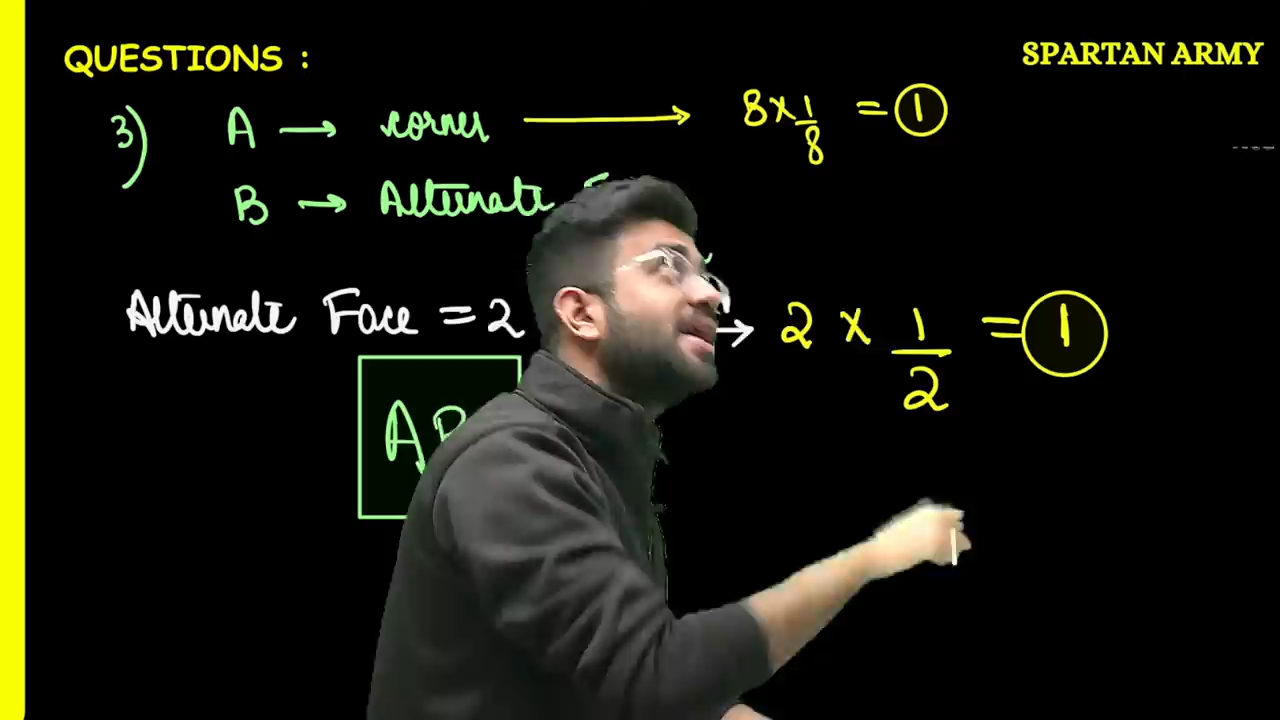 QUESTIONS :
SPARTAN ARMY
3) A → corner → 8 × 1/8 = 1
B → Alternate
Alternate Face = 2 → 2 × 1/2 = 1
A